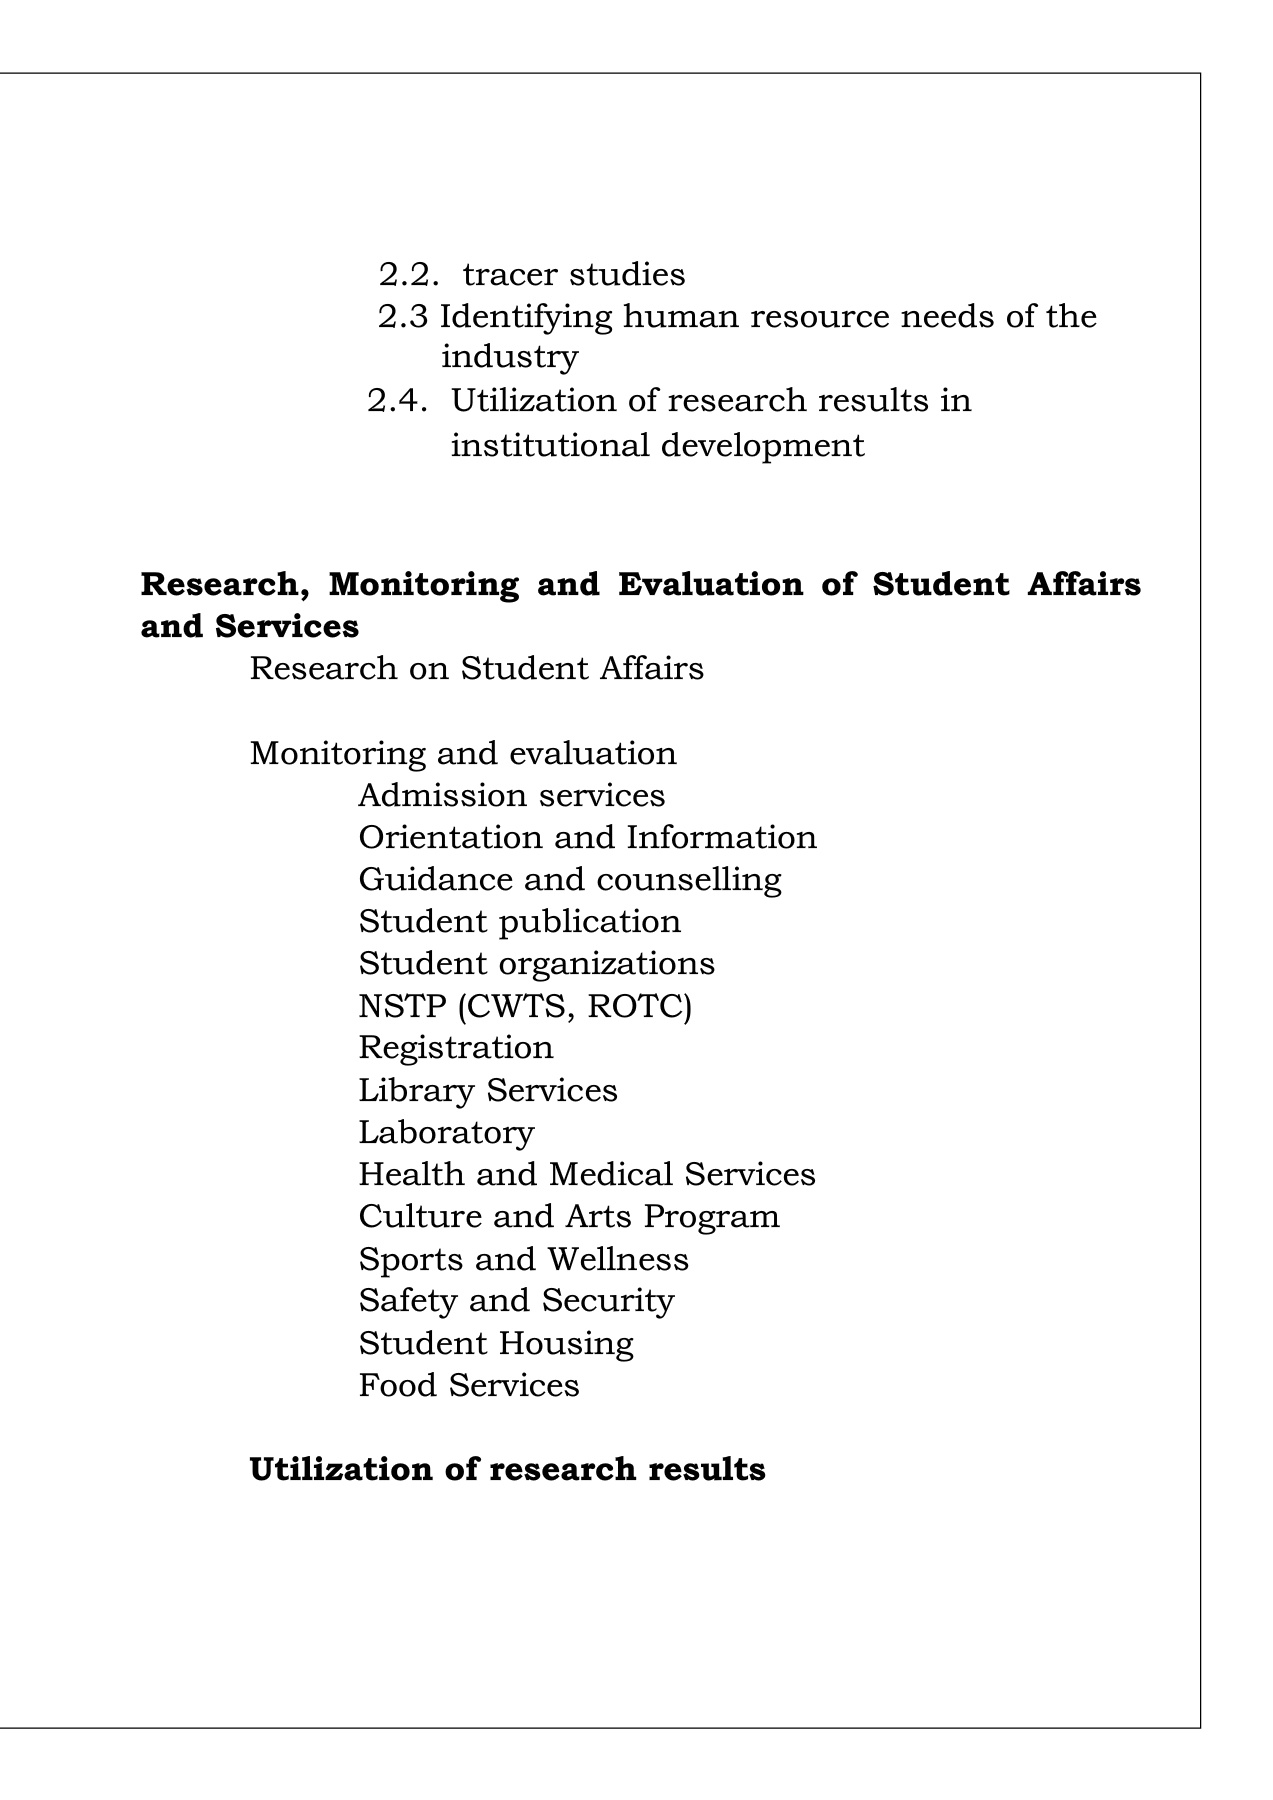 2.2. tracer studies
2.3 Identifying human resource needs of the
industry
2.4. Utilization of research results in
institutional development
Research, Monitoring and Evaluation of Student Affairs
and Services
Research on Student Affairs
Monitoring and evaluation
Admission services
Orientation and Information
Guidance and counselling
Student publication
Student organizations
NSTP (CWTS, ROTC)
Registration
Library Services
Laboratory
Health and Medical Services
Culture and Arts Program
Sports and Wellness
Safety and Security
Student Housing
Food Services
Utilization of research results